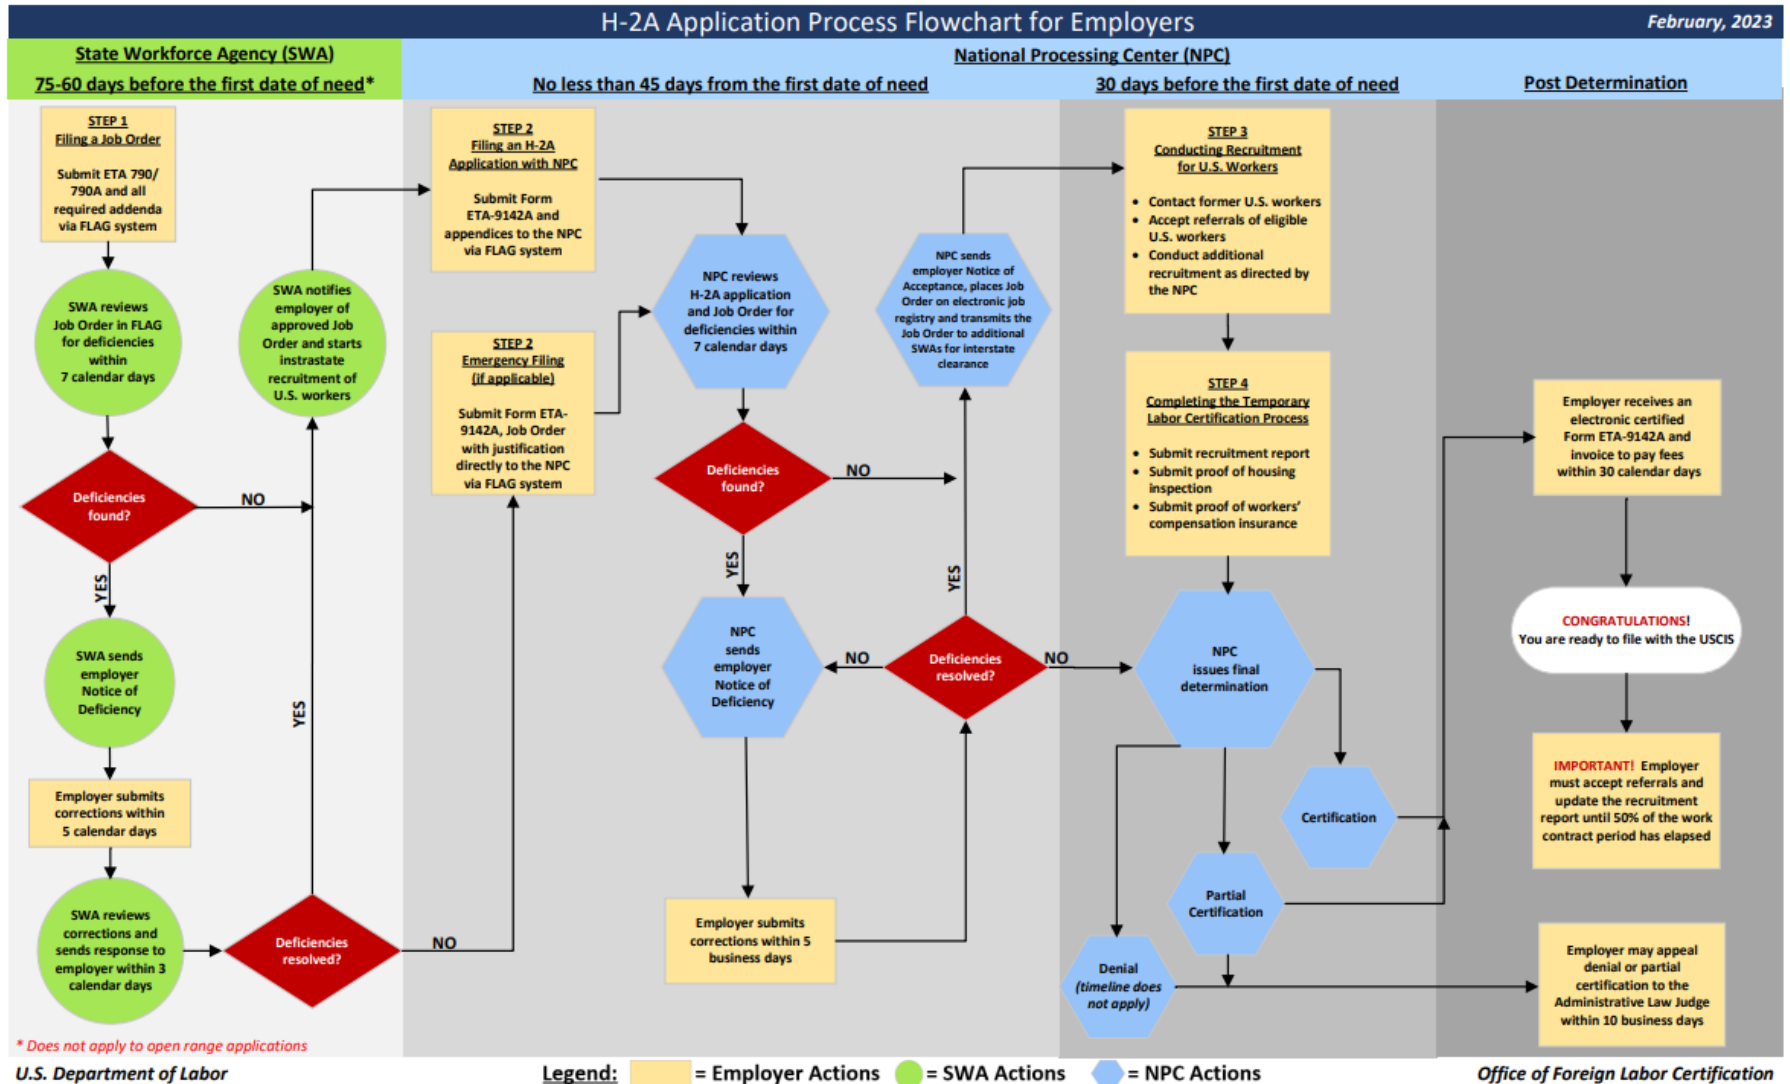 H-2A Application Process Flowchart for Employers
February, 2023
State Workforce Agency (SWA)
75-60 days before the first date of need*
National Processing Center (NPC)
No less than 45 days from the first date of need
30 days before the first date of need
Post Determination
STEP 1
Filing a Job Order
Submit ETA 790/
790A and all
required addenda
via FLAG system
SWA reviews
Job Order in FLAG
for deficiencies
within
7 calendar days
Deficiencies
found?
NO
YES
SWA sends
employer
Notice of
Deficiency
Employer submits
corrections within
5 calendar days
SWA reviews
corrections and
sends response to
employer within 3
calendar days
Deficiencies
resolved?
YES
NO
SWA notifies
employer of
approved Job
Order and starts
instrastate
recruitment of
U.S. workers
STEP 2
Filing an H-2A
Application with NPC
Submit Form
ETA-9142A and
appendices to the NPC
via FLAG system
STEP 2
Emergency Filing
(if applicable)
Submit Form ETA-
9142A, Job Order
with justification
directly to the NPC
via FLAG system
NPC reviews
H-2A application
and Job Order for
deficiencies within
7 calendar days
Deficiencies
found?
NO
YES
NPC
sends
employer
Notice of
Deficiency
Employer submits
corrections within 5
business days
NO
Deficiencies
resolved?
NO
YES
NPC sends
employer Notice of
Acceptance, places Job
Order on electronic job
registry and transmits the
Job Order to additional
SWAs for interstate
clearance
STEP 3
Conducting Recruitment
for U.S. Workers
• Contact former U.S. workers
• Accept referrals of eligible
U.S. workers
• Conduct additional
recruitment as directed by
the NPC
STEP 4
Completing the Temporary
Labor Certification Process
• Submit recruitment report
• Submit proof of housing
inspection
• Submit proof of workers'
compensation insurance
NPC
issues final
determination
Certification
Partial
Certification
Denial
(timeline does
not apply)
Employer receives an
electronic certified
Form ETA-9142A and
invoice to pay fees
within 30 calendar days
CONGRATULATIONS!
You are ready to file with the USCIS
IMPORTANT! Employer
must accept referrals and
update the recruitment
report until 50% of the work
contract period has elapsed
Employer may appeal
denial or partial
certification to the
Administrative Law Judge
within 10 business days
* Does not apply to open range applications
U.S. Department of Labor
Legend: = Employer Actions = SWA Actions = NPC Actions
Office of Foreign Labor Certification